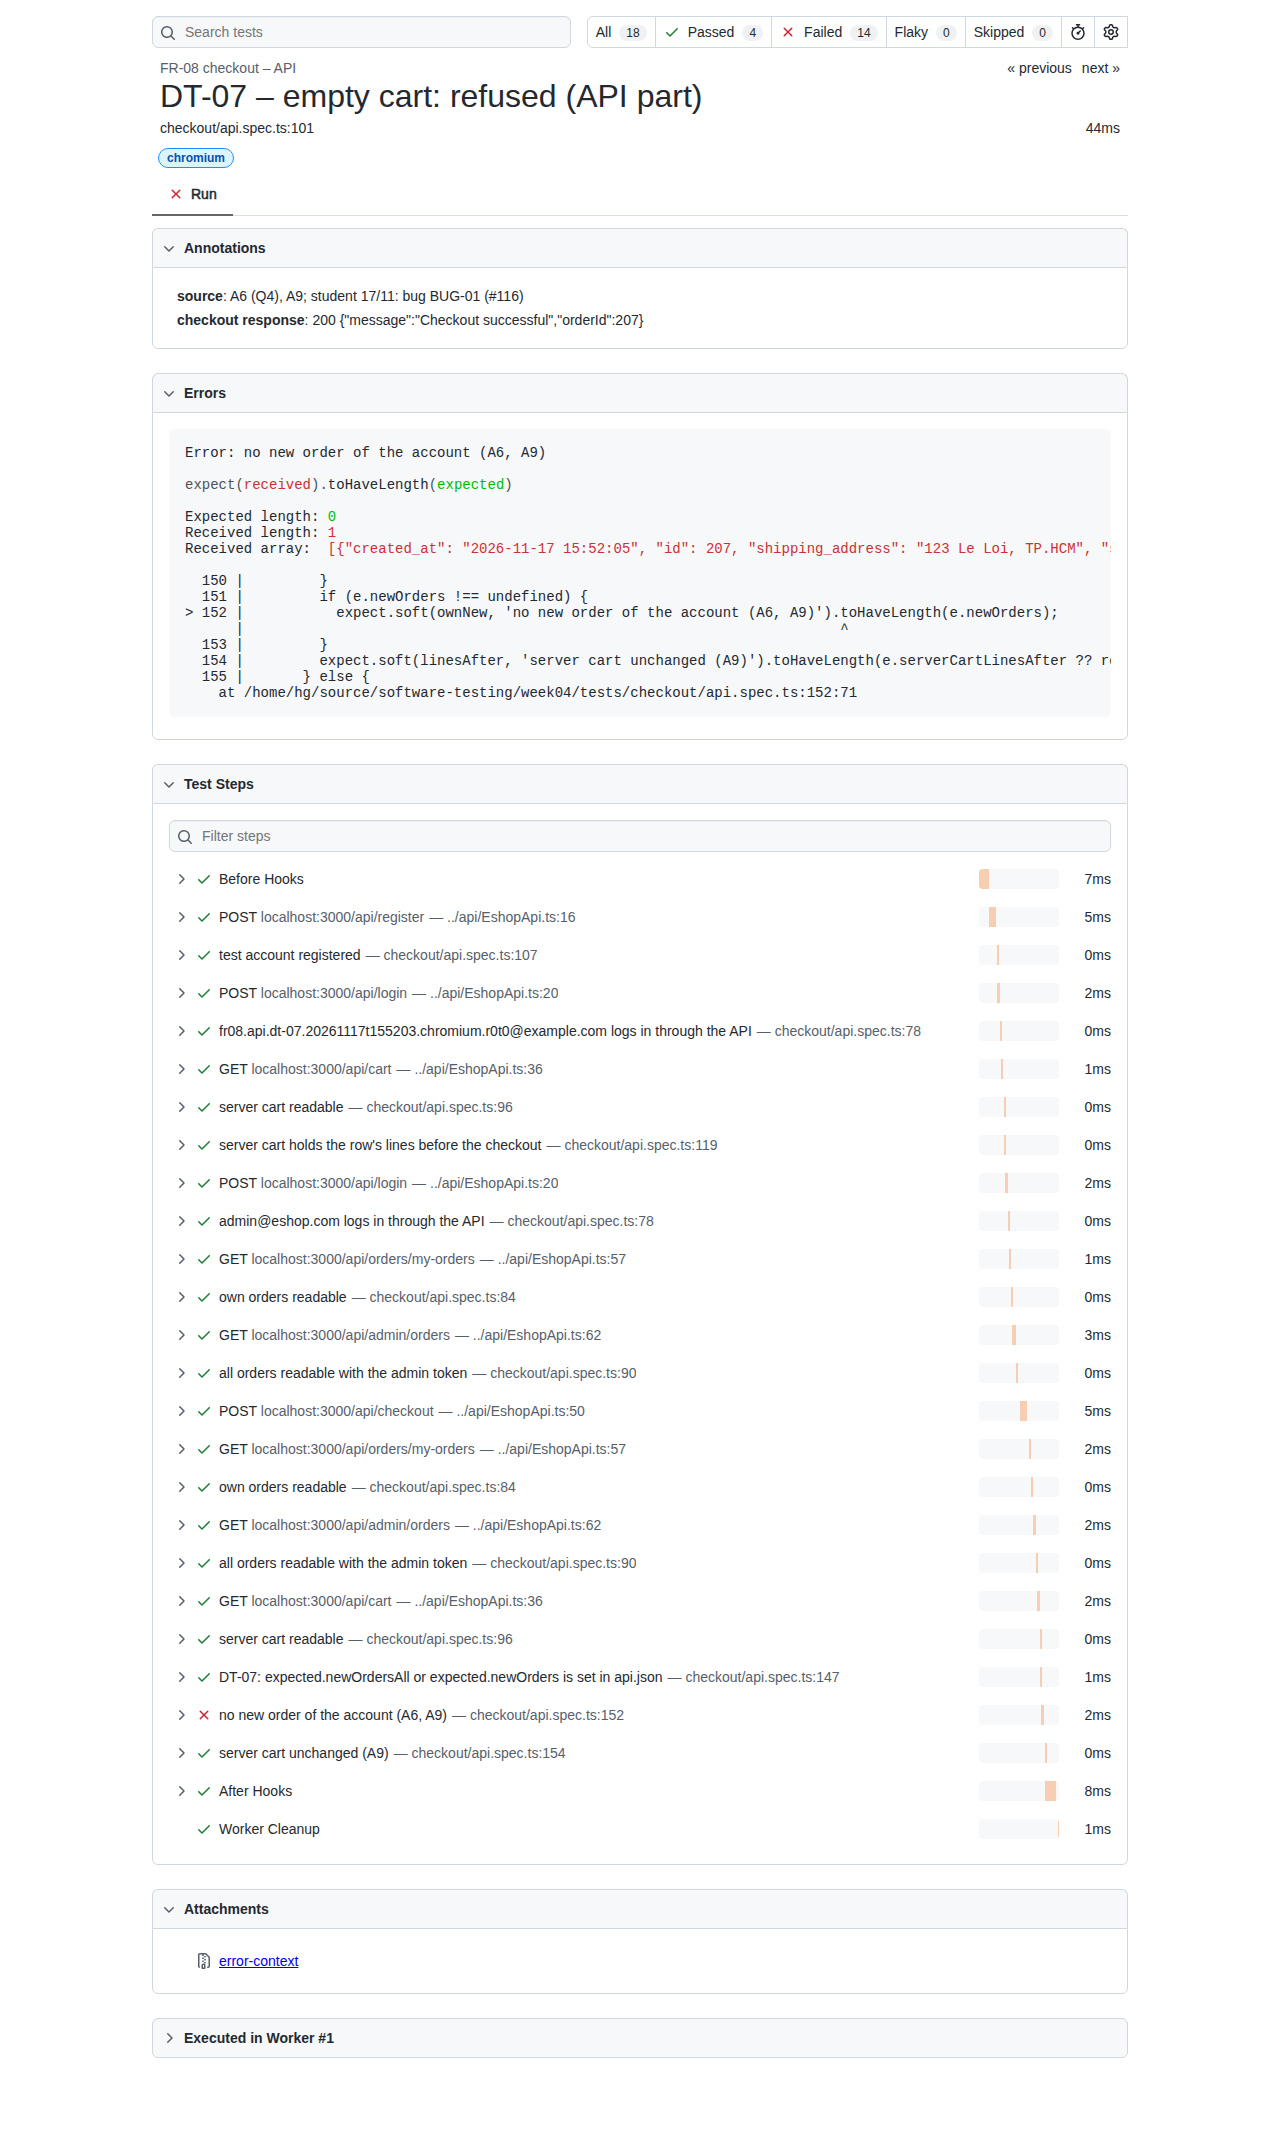 Search tests
All 18 Passed 4 Failed 14 Flaky 0 Skipped 0
FR-08 checkout – API
« previous next »
DT-07 – empty cart: refused (API part)
checkout/api.spec.ts:101
44ms
chromium
Run
Annotations
source: A6 (Q4), A9; student 17/11: bug BUG-01 (#116)
checkout response: 200 {"message":"Checkout successful","orderId":207}
Errors
Error: no new order of the account (A6, A9)
expect(received).toHaveLength(expected)
Expected length: 0
Received length: 1
Received array:  [{"created_at": "2026-11-17 15:52:05", "id": 207, "shipping_address": "123 Le Loi, TP.HCM", "
150 |         }
151 |         if (e.newOrders !== undefined) {
> 152 |           expect.soft(ownNew, 'no new order of the account (A6, A9)').toHaveLength(e.newOrders);
|                                                                       ^
153 |         }
154 |         expect.soft(linesAfter, 'server cart unchanged (A9)').toHaveLength(e.serverCartLinesAfter ??
155 |       } else {
at /home/hg/source/software-testing/week04/tests/checkout/api.spec.ts:152:71
Test Steps
Filter steps
Before Hooks 7ms
POST localhost:3000/api/register — ../api/EshopApi.ts:16 5ms
test account registered — checkout/api.spec.ts:107 0ms
POST localhost:3000/api/login — ../api/EshopApi.ts:20 2ms
fr08.api.dt-07.20261117t155203.chromium.r0t0@example.com logs in through the API — checkout/api.spec.ts:78 0ms
GET localhost:3000/api/cart — ../api/EshopApi.ts:36 1ms
server cart readable — checkout/api.spec.ts:96 0ms
server cart holds the row's lines before the checkout — checkout/api.spec.ts:119 0ms
POST localhost:3000/api/login — ../api/EshopApi.ts:20 2ms
admin@eshop.com logs in through the API — checkout/api.spec.ts:78 0ms
GET localhost:3000/api/orders/my-orders — ../api/EshopApi.ts:57 1ms
own orders readable — checkout/api.spec.ts:84 0ms
GET localhost:3000/api/admin/orders — ../api/EshopApi.ts:62 3ms
all orders readable with the admin token — checkout/api.spec.ts:90 0ms
POST localhost:3000/api/checkout — ../api/EshopApi.ts:50 5ms
GET localhost:3000/api/orders/my-orders — ../api/EshopApi.ts:57 2ms
own orders readable — checkout/api.spec.ts:84 0ms
GET localhost:3000/api/admin/orders — ../api/EshopApi.ts:62 2ms
all orders readable with the admin token — checkout/api.spec.ts:90 0ms
GET localhost:3000/api/cart — ../api/EshopApi.ts:36 2ms
server cart readable — checkout/api.spec.ts:96 0ms
DT-07: expected.newOrdersAll or expected.newOrders is set in api.json — checkout/api.spec.ts:147 1ms
no new order of the account (A6, A9) — checkout/api.spec.ts:152 2ms
server cart unchanged (A9) — checkout/api.spec.ts:154 0ms
After Hooks 8ms
Worker Cleanup 1ms
Attachments
error-context
Executed in Worker #1